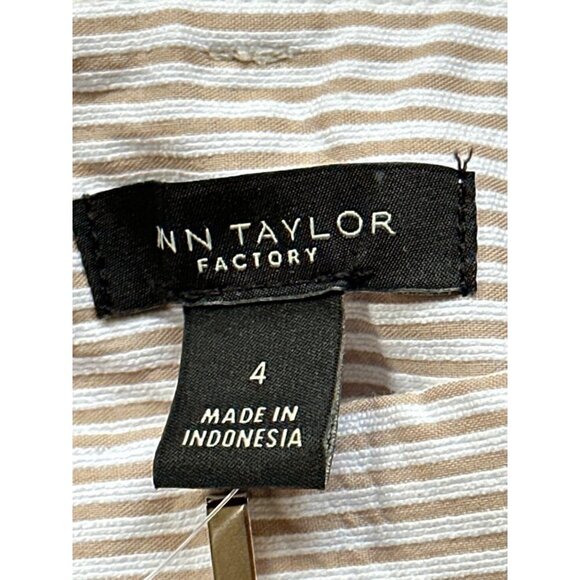 NN TAYLOR
FACTORY
4
MADE IN
INDONESIA